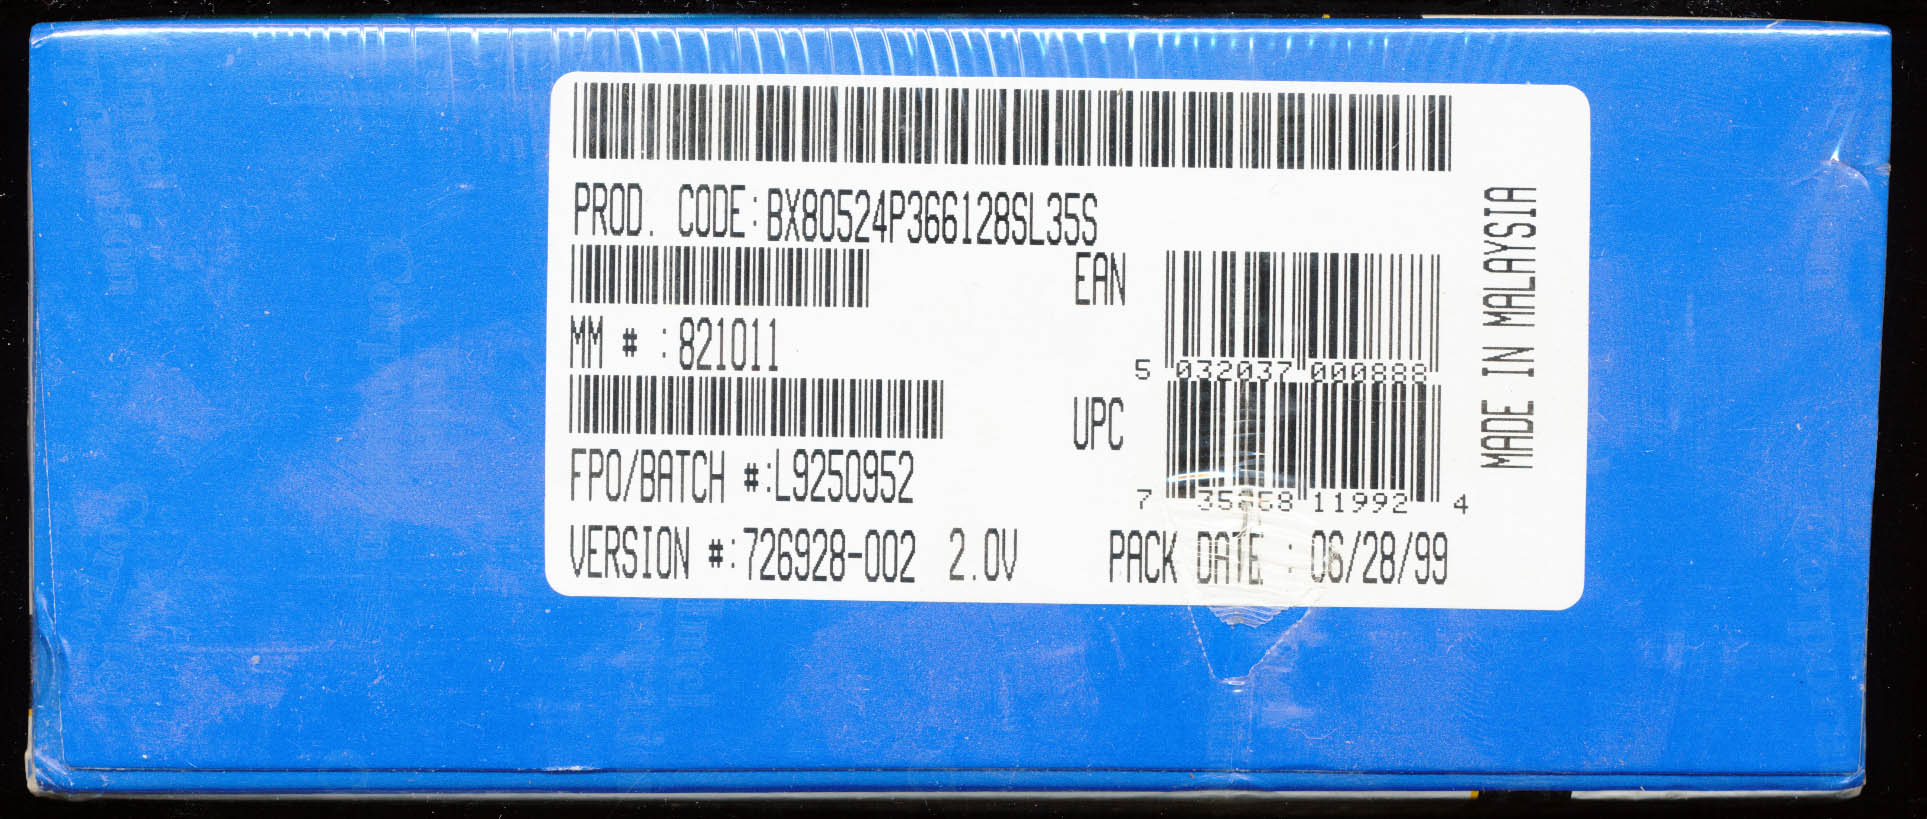 PROD. CODE:BX80524P366128SL35S
MM # :821011
FPO/BATCH #:L9250952
VERSION #:726928-002 2.0V
EAN
5 032037 000888
UPC
7 35858 11992 4
PACK DATE : 06/28/99
MADE IN MALAYSIA